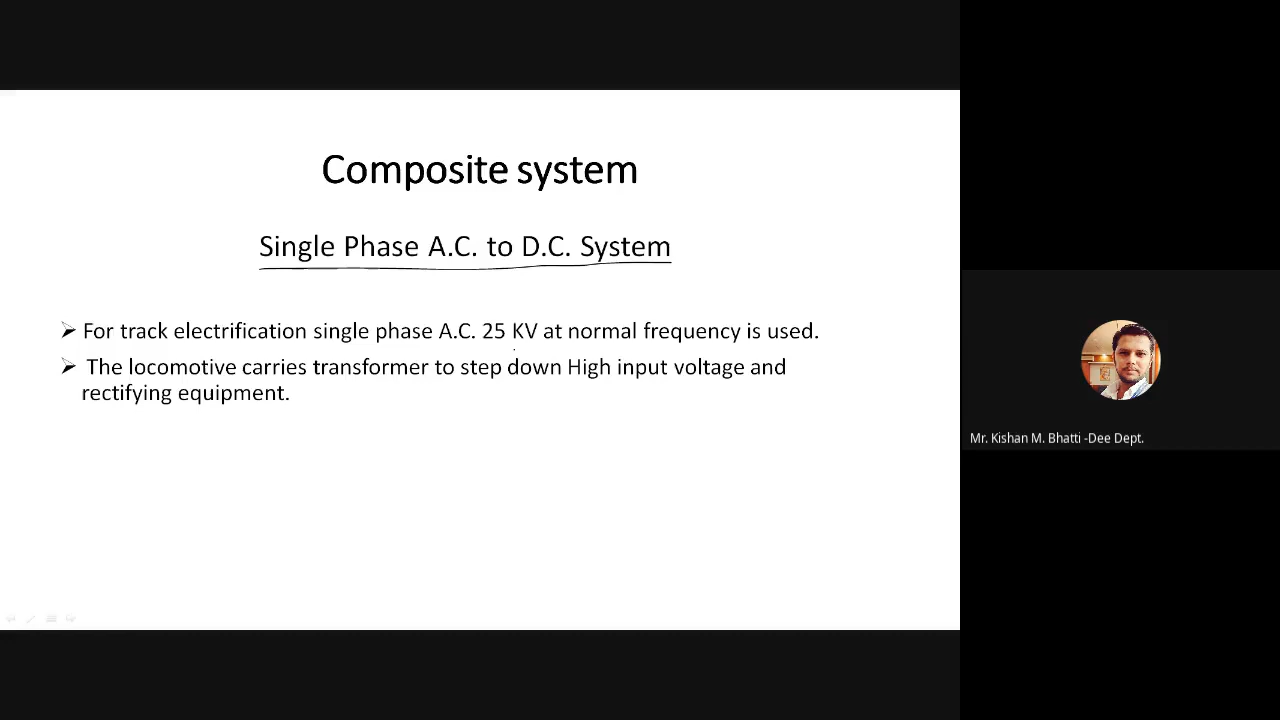 Composite system
Single Phase A.C. to D.C. System
➢ For track electrification single phase A.C. 25 KV at normal frequency is used.
➢ The locomotive carries transformer to step down High input voltage and
rectifying equipment.
Mr. Kishan M. Bhatti -Dee Dept.